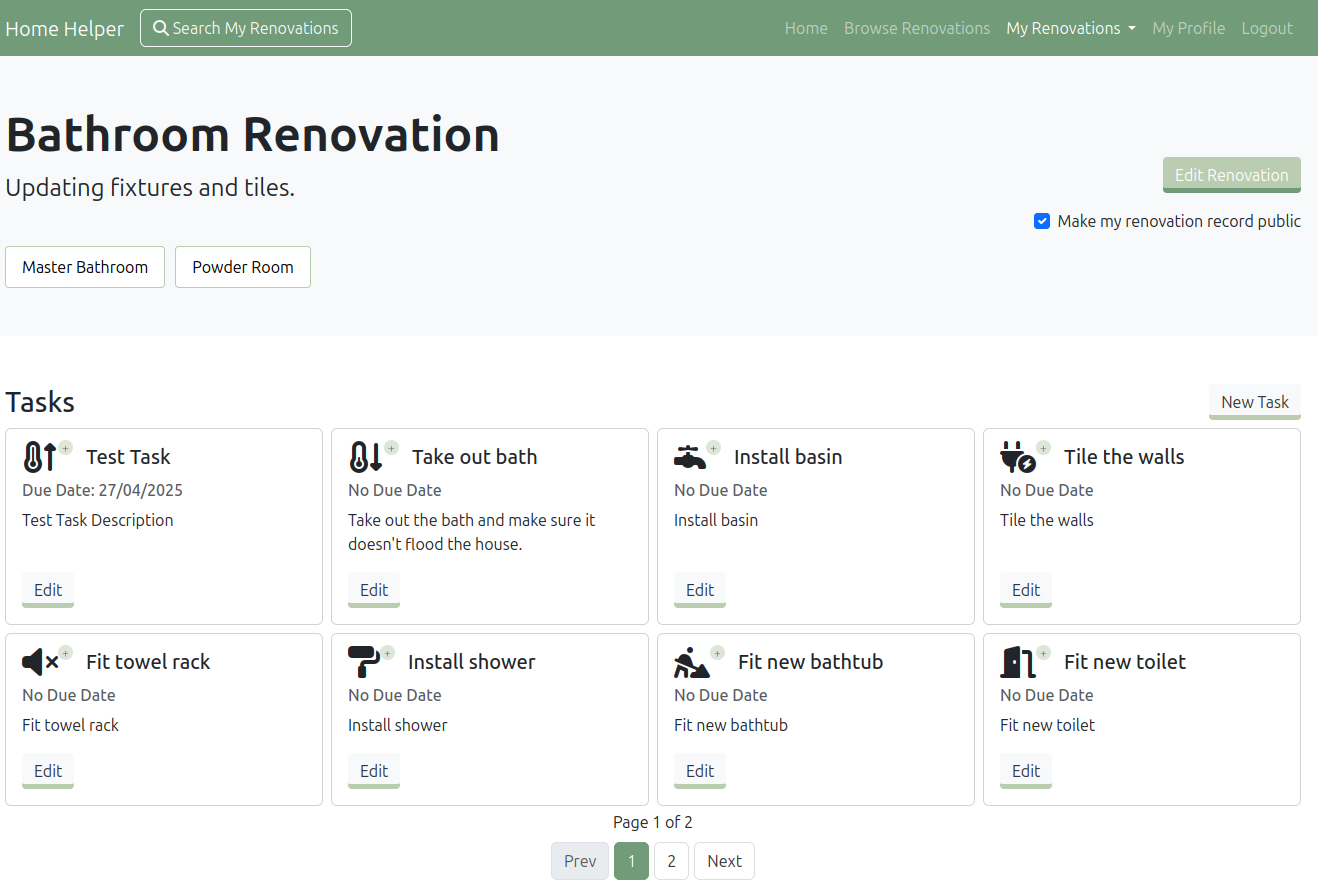 Home Helper
Search My Renovations
Home
Browse Renovations
My Renovations
My Profile
Logout
Bathroom Renovation
Updating fixtures and tiles.
Edit Renovation
Make my renovation record public
Master Bathroom
Powder Room
Tasks
New Task
+
Test Task
Due Date: 27/04/2025
Test Task Description
Edit
+
Take out bath
No Due Date
Take out the bath and make sure it
doesn't flood the house.
Edit
+
Install basin
No Due Date
Install basin
Edit
+
Tile the walls
No Due Date
Tile the walls
Edit
+
Fit towel rack
No Due Date
Fit towel rack
Edit
+
Install shower
No Due Date
Install shower
Edit
+
Fit new bathtub
No Due Date
Fit new bathtub
Edit
+
Fit new toilet
No Due Date
Fit new toilet
Edit
Page 1 of 2
Prev
1
2
Next